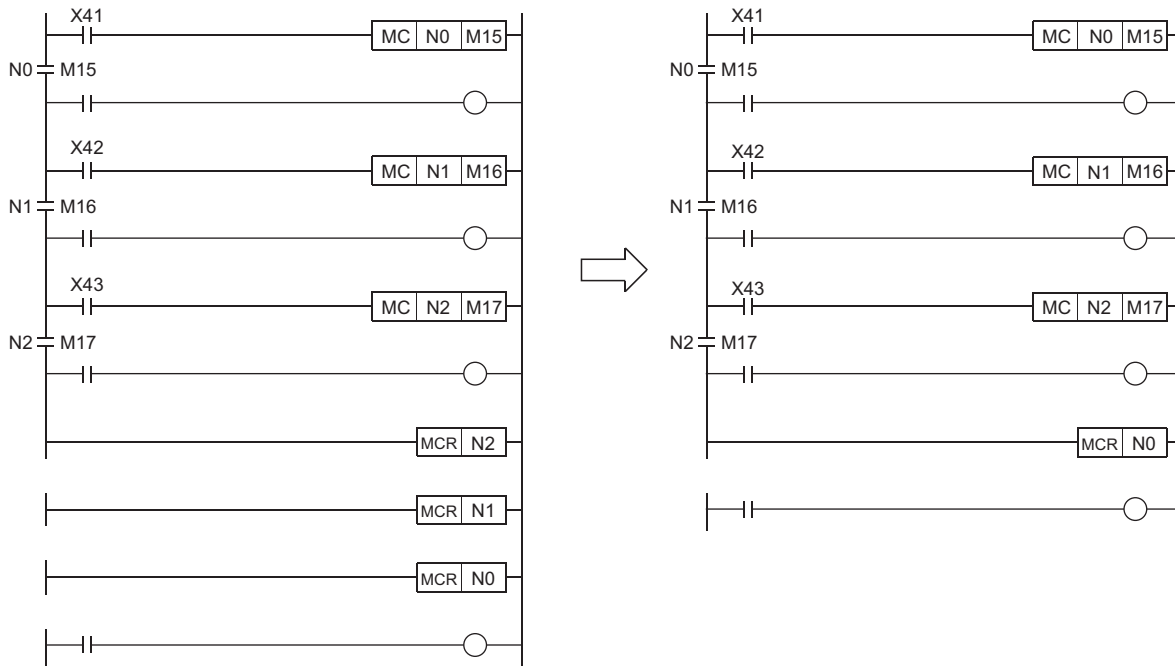 X41
MC N0 M15
N0 M15
X42
MC N1 M16
N1 M16
X43
MC N2 M17
N2 M17
MCR N2
MCR N1
MCR N0
X41
MC N0 M15
N0 M15
X42
MC N1 M16
N1 M16
X43
MC N2 M17
N2 M17
MCR N0